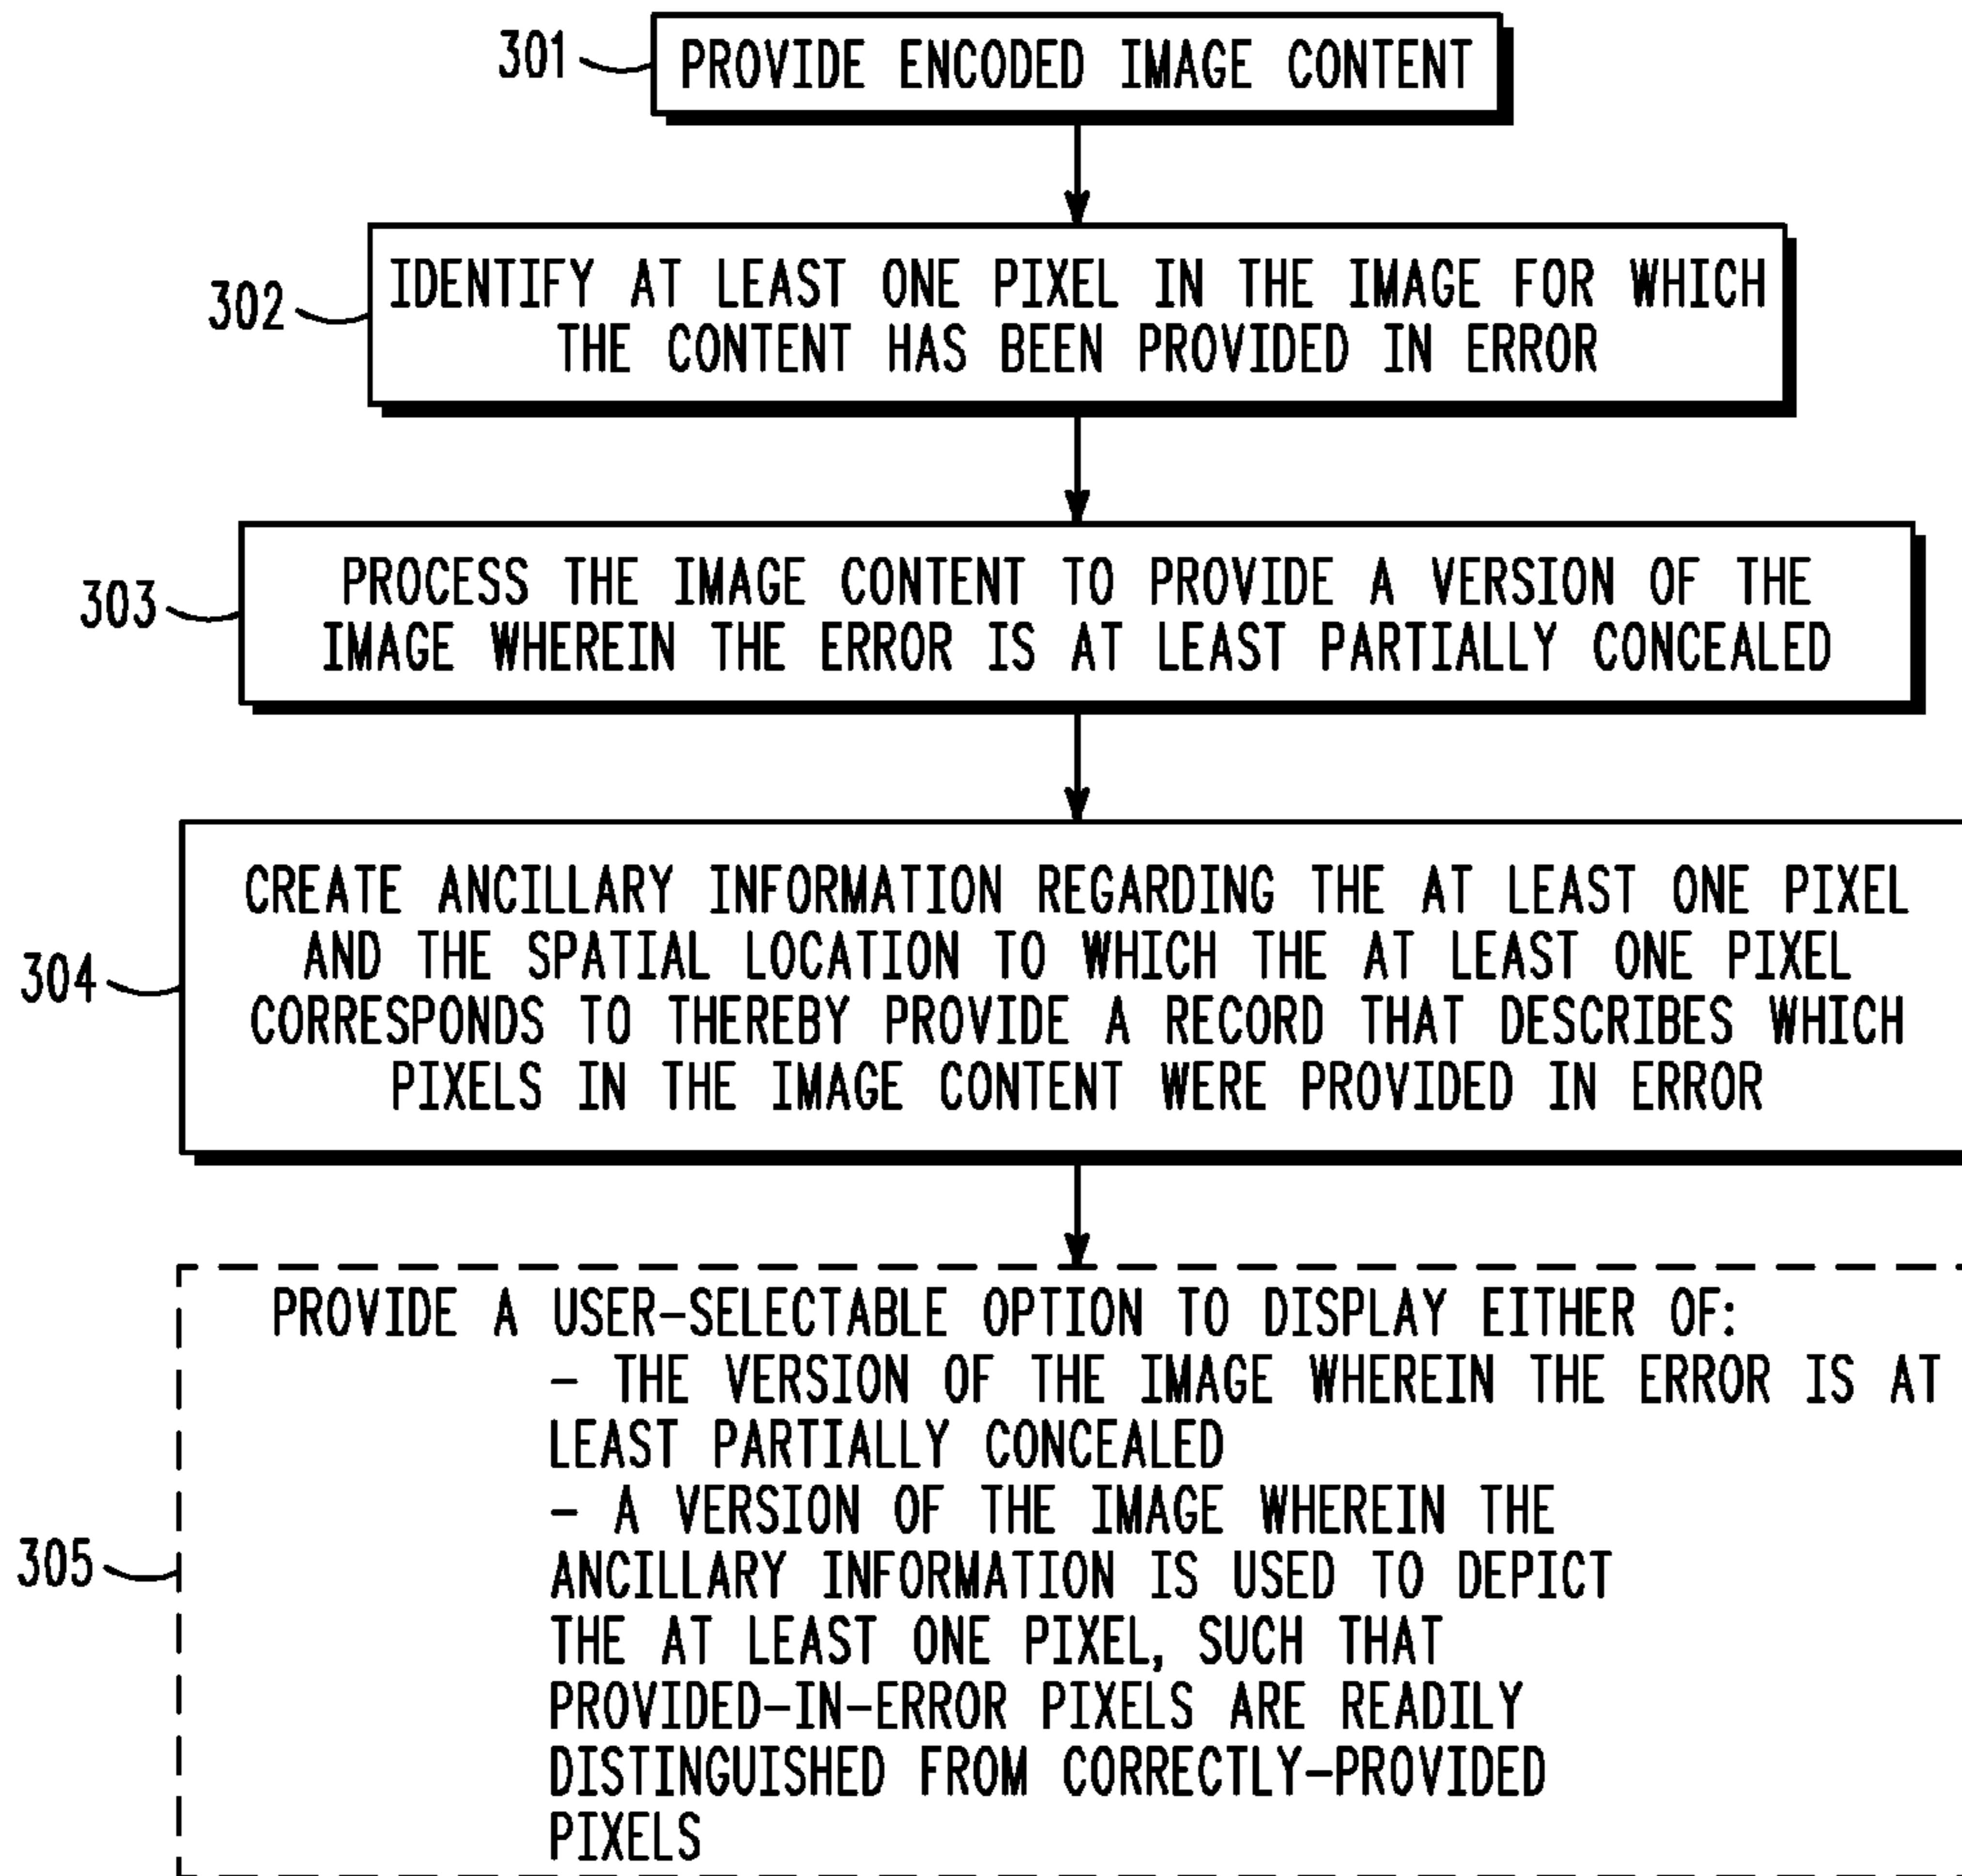 301
PROVIDE ENCODED IMAGE CONTENT
302
IDENTIFY AT LEAST ONE PIXEL IN THE IMAGE FOR WHICH
THE CONTENT HAS BEEN PROVIDED IN ERROR
303
PROCESS THE IMAGE CONTENT TO PROVIDE A VERSION OF THE
IMAGE WHEREIN THE ERROR IS AT LEAST PARTIALLY CONCEALED
304
CREATE ANCILLARY INFORMATION REGARDING THE AT LEAST ONE PIXEL
AND THE SPATIAL LOCATION TO WHICH THE AT LEAST ONE PIXEL
CORRESPONDS TO THEREBY PROVIDE A RECORD THAT DESCRIBES WHICH
PIXELS IN THE IMAGE CONTENT WERE PROVIDED IN ERROR
305
PROVIDE A USER-SELECTABLE OPTION TO DISPLAY EITHER OF:
- THE VERSION OF THE IMAGE WHEREIN THE ERROR IS AT
LEAST PARTIALLY CONCEALED
- A VERSION OF THE IMAGE WHEREIN THE
ANCILLARY INFORMATION IS USED TO DEPICT
THE AT LEAST ONE PIXEL, SUCH THAT
PROVIDED-IN-ERROR PIXELS ARE READILY
DISTINGUISHED FROM CORRECTLY-PROVIDED
PIXELS